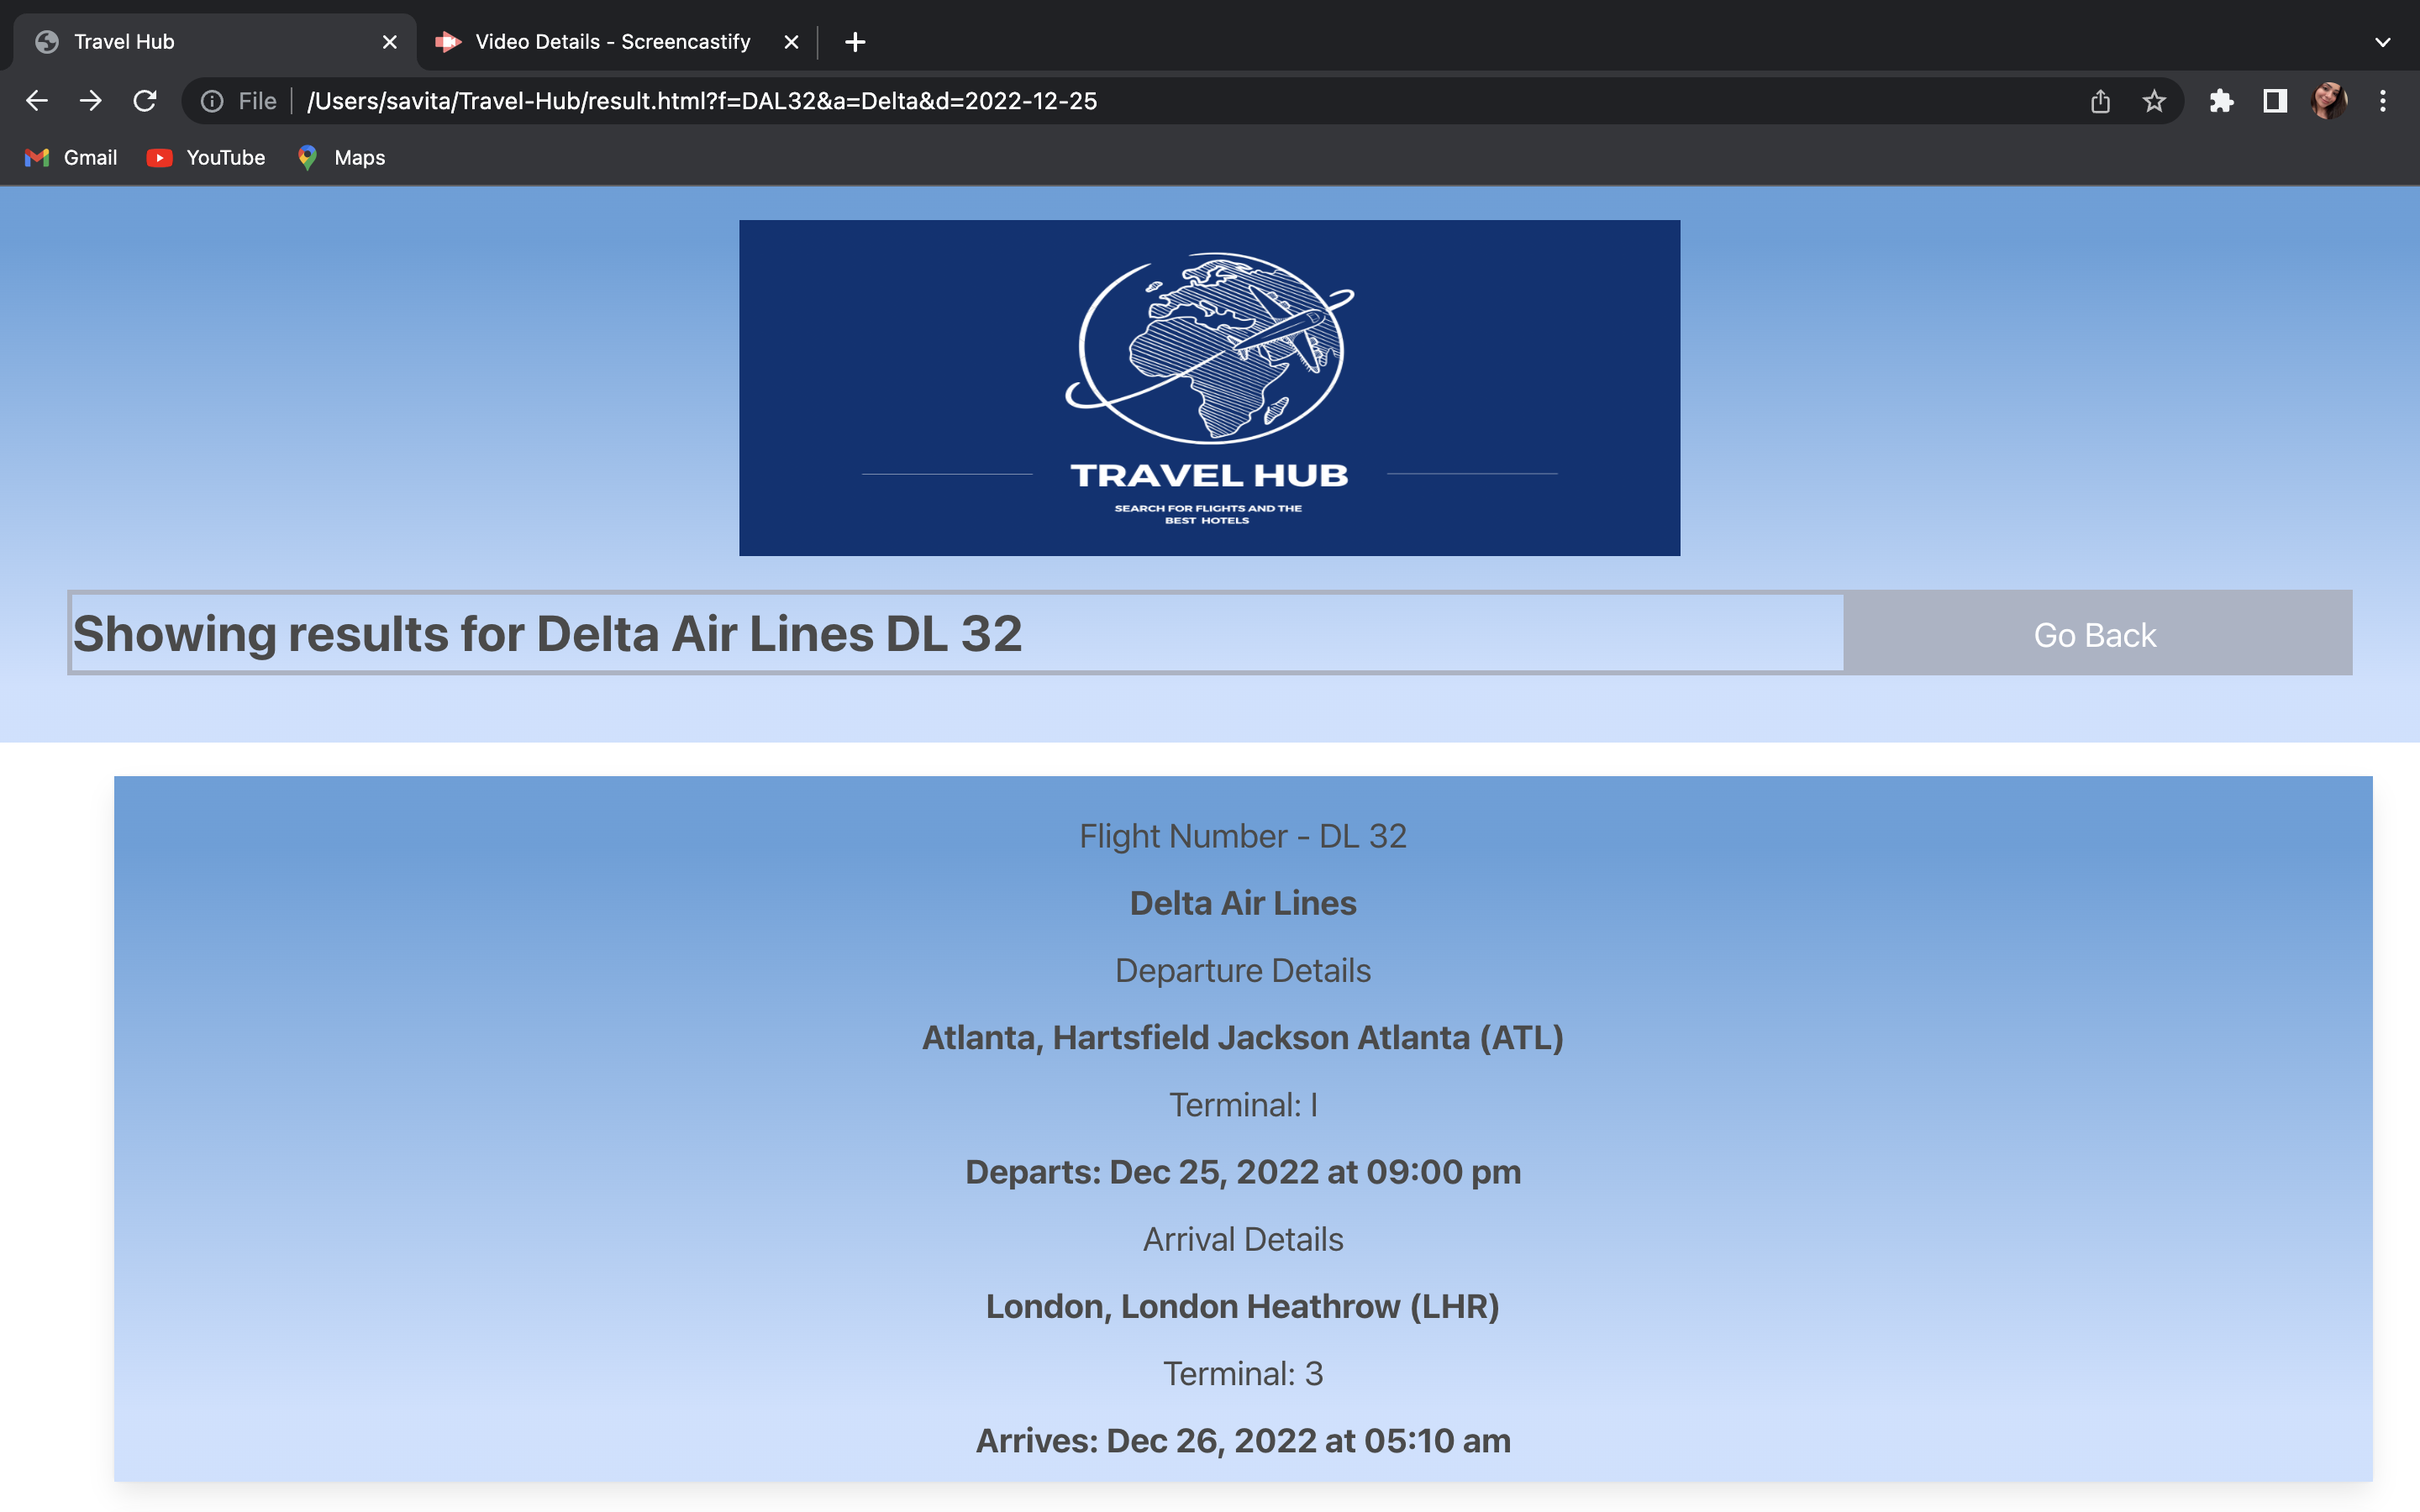 Travel Hub
Video Details - Screencastify
File
/Users/savita/Travel-Hub/result.html?f=DAL32&a=Delta&d=2022-12-25
Gmail
YouTube
Maps
TRAVEL HUB
SEARCH FOR FLIGHTS AND THE
BEST HOTELS
Showing results for Delta Air Lines DL 32
Go Back
Flight Number - DL 32
Delta Air Lines
Departure Details
Atlanta, Hartsfield Jackson Atlanta (ATL)
Terminal: I
Departs: Dec 25, 2022 at 09:00 pm
Arrival Details
London, London Heathrow (LHR)
Terminal: 3
Arrives: Dec 26, 2022 at 05:10 am